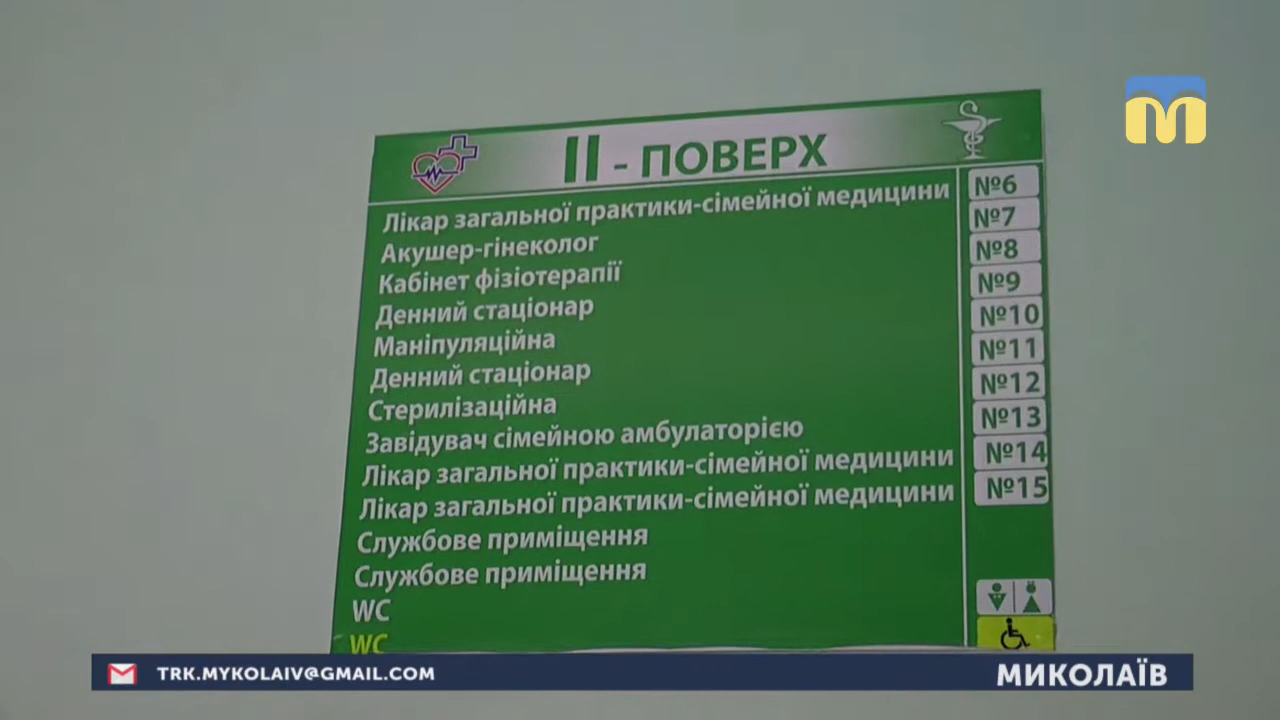 II - ПОВЕРХ
Лікар загальної практики-сімейної медицини №6
Акушер-гінеколог №7
Кабінет фізіотерапії №8
Денний стаціонар №9
Маніпуляційна №10
Денний стаціонар №11
Стерилізаційна №12
Завідувач сімейною амбулаторією №13
Лікар загальної практики-сімейної медицини №14
Лікар загальної практики-сімейної медицини №15
Службове приміщення
Службове приміщення
WC
WC
TRK.MYKOLAIV@GMAIL.COM
МИКОЛАЇВ